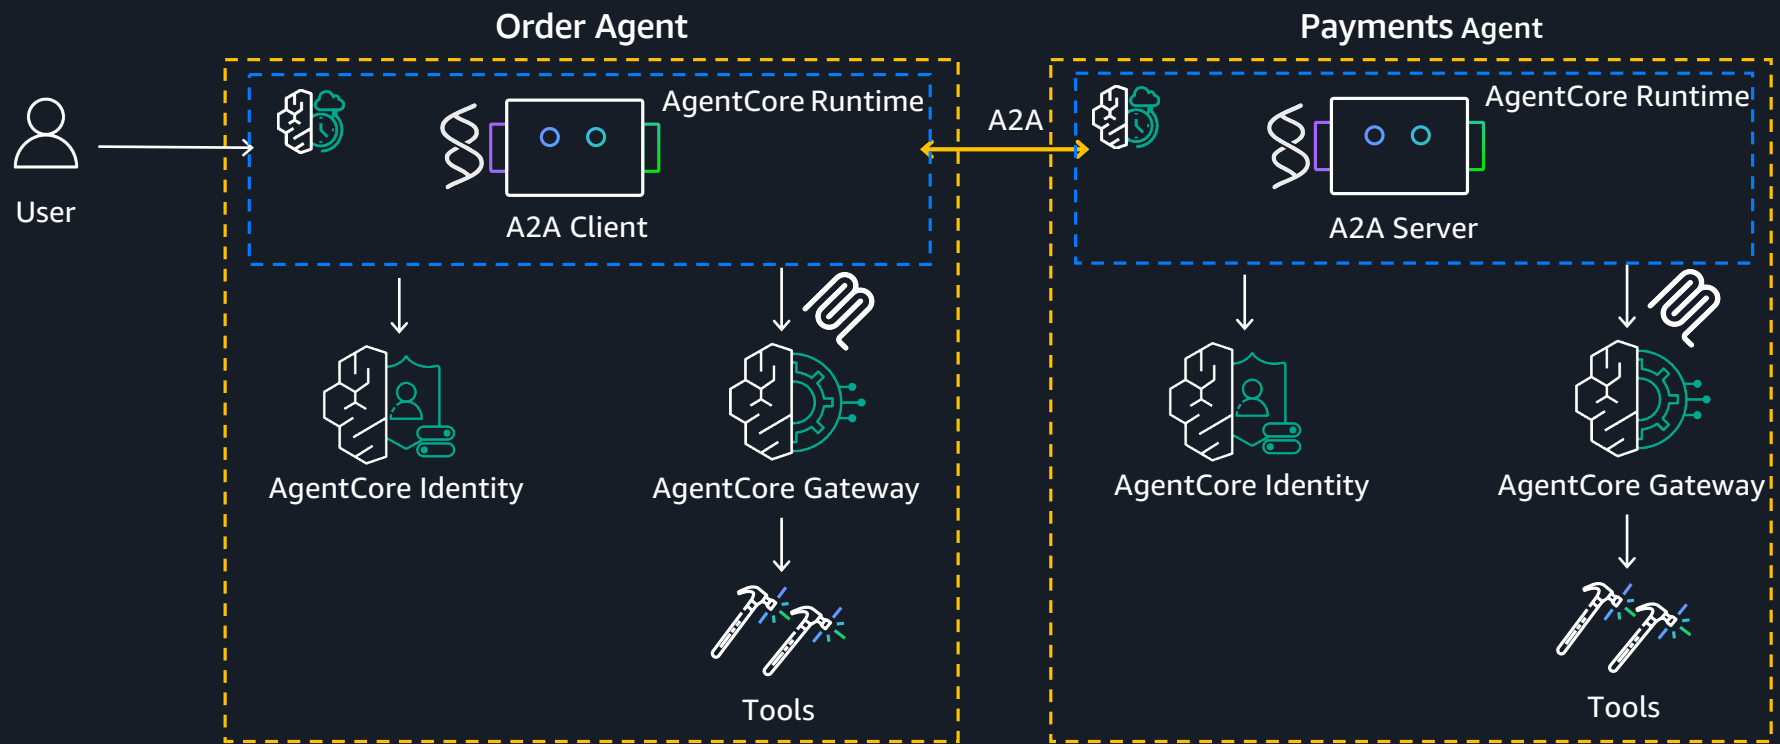 Order Agent
Payments Agent
AgentCore Runtime
AgentCore Runtime
A2A
User
A2A Client
A2A Server
AgentCore Identity
AgentCore Gateway
AgentCore Identity
AgentCore Gateway
Tools
Tools